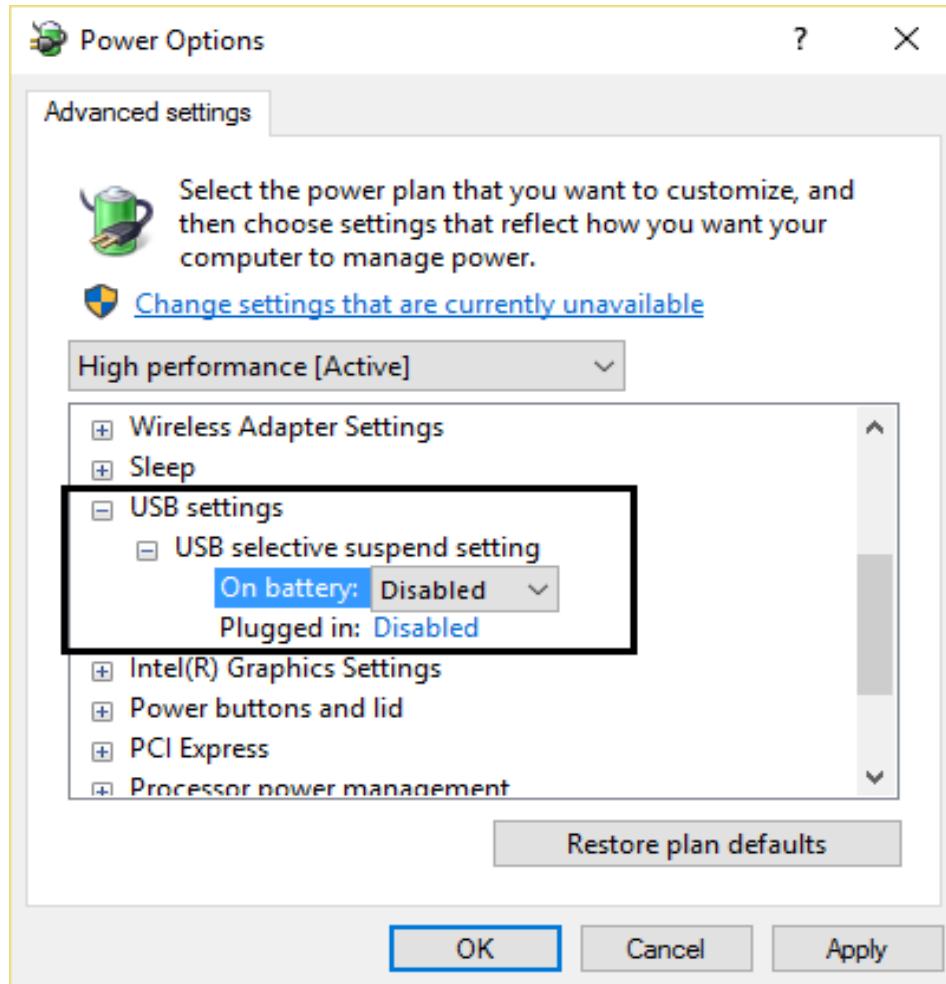 Power Options
?
Advanced settings
Select the power plan that you want to customize, and
then choose settings that reflect how you want your
computer to manage power.
Change settings that are currently unavailable
High performance [Active]
Wireless Adapter Settings
Sleep
USB settings
USB selective suspend setting
On battery: Disabled
Plugged in: Disabled
Intel(R) Graphics Settings
Power buttons and lid
PCI Express
Processor power management
Restore plan defaults
OK Cancel Apply